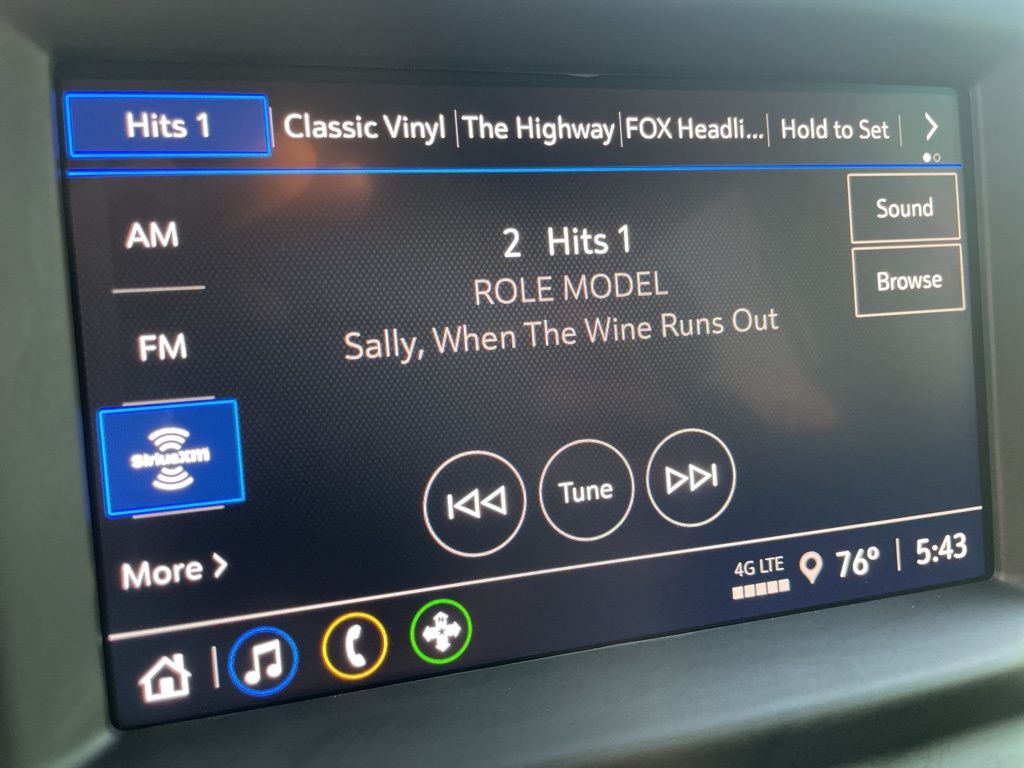 Hits 1
Classic Vinyl
The Highway
FOX Headli...
Hold to Set
Sound
AM
2 Hits 1
ROLE MODEL
Browse
Sally, When The Wine Runs Out
FM
SiriusXM
Tune
More
4G LTE
76°
5:43